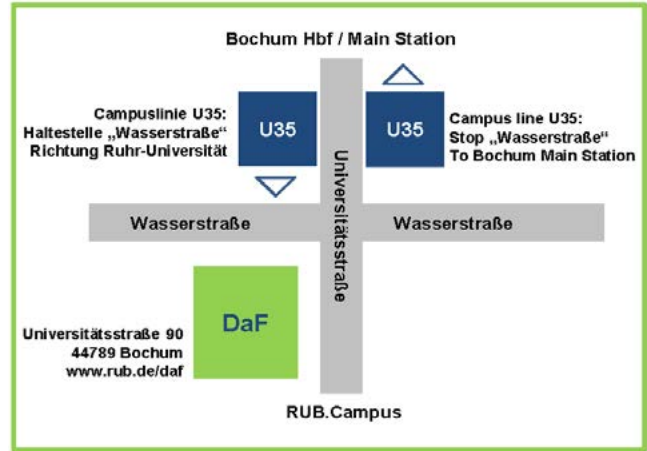 Bochum Hbf / Main Station
Campuslinie U35:
Haltestelle „Wasserstraße“
Richtung Ruhr-Universität
U35
U35
Campus line U35:
Stop „Wasserstraße“
To Bochum Main Station
Universitätsstraße
Wasserstraße
Wasserstraße
DaF
Universitätsstraße 90
44789 Bochum
www.rub.de/daf
RUB.Campus